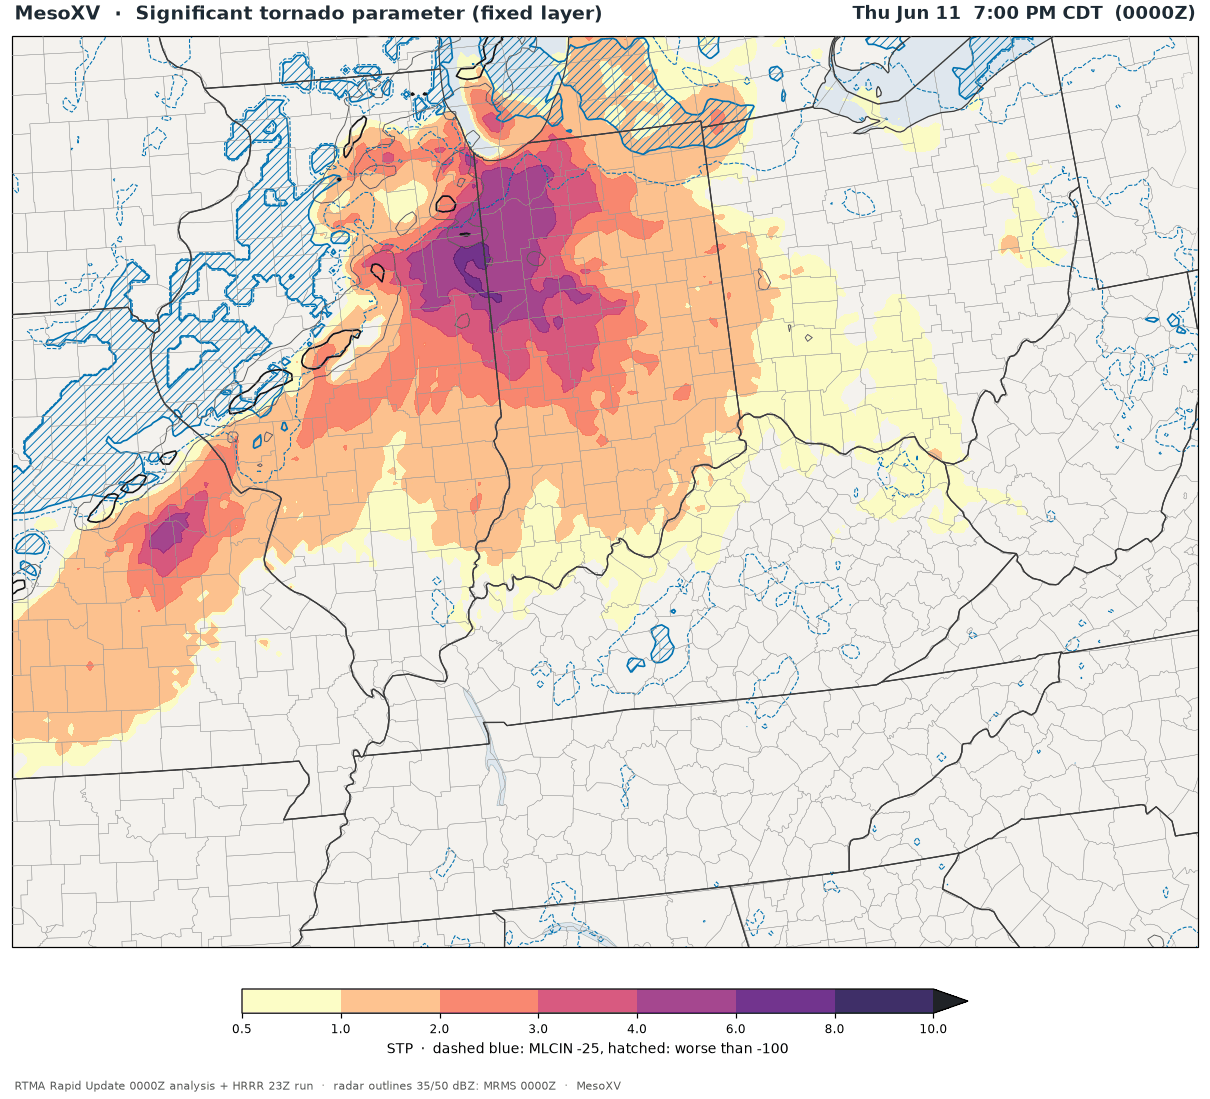 MesoXV · Significant tornado parameter (fixed layer)
Thu Jun 11 7:00 PM CDT (0000Z)
0.5 1.0 2.0 3.0 4.0 6.0 8.0 10.0
STP · dashed blue: MLCIN -25, hatched: worse than -100
RTMA Rapid Update 0000Z analysis + HRRR 23Z run · radar outlines 35/50 dBZ: MRMS 0000Z · MesoXV